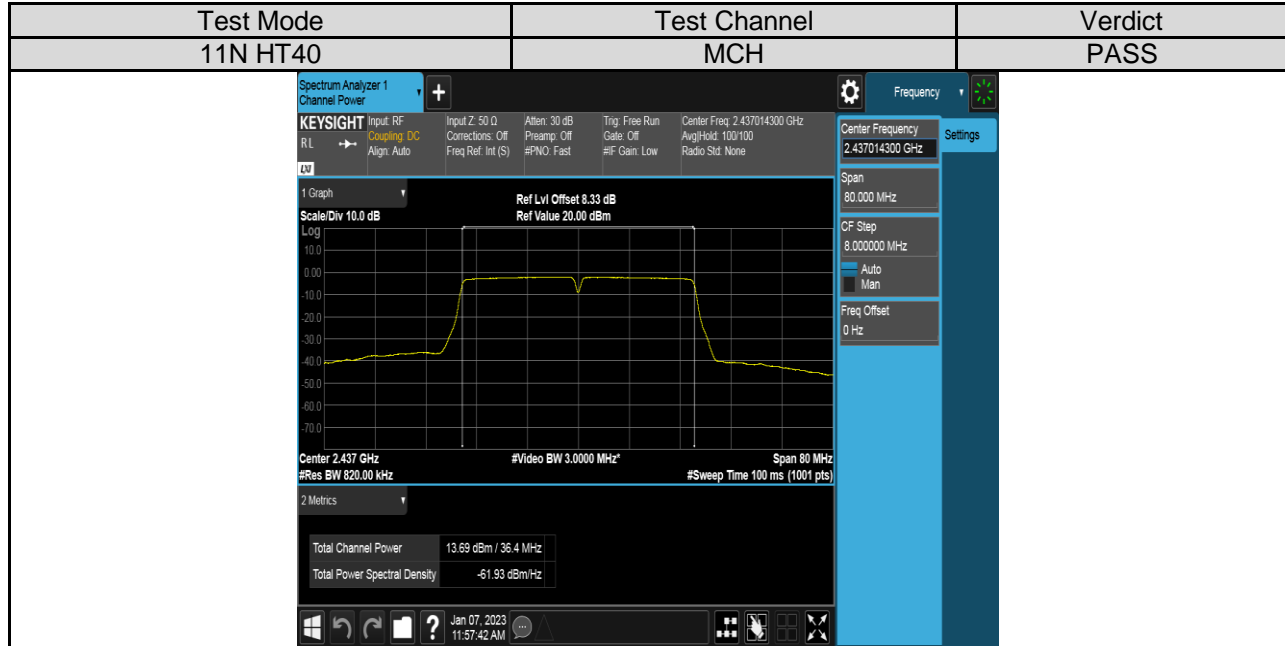 Test Mode Test Channel Verdict
11N HT40 MCH PASS
Spectrum Analyzer 1
Channel Power
+
Frequency
KEYSIGHT Input: RF Input Z: 50 Ω Atten: 30 dB Trig: Free Run Center Freq: 2.437014300 GHz
RL Coupling: DC Corrections: Off Preamp: Off Gate: Off Avg|Hold: 100/100
Align: Auto Freq Ref: Int (S) #PNO: Fast #IF Gain: Low Radio Std: None
LXI
Center Frequency
2.437014300 GHz
Settings
Span
80.000 MHz
CF Step
8.000000 MHz
Auto
Man
Freq Offset
0 Hz
1 Graph
Ref Lvl Offset 8.33 dB
Scale/Div 10.0 dB Ref Value 20.00 dBm
Log
10.0
0.00
-10.0
-20.0
-30.0
-40.0
-50.0
-60.0
-70.0
Center 2.437 GHz #Video BW 3.0000 MHz* Span 80 MHz
#Res BW 820.00 kHz #Sweep Time 100 ms (1001 pts)
2 Metrics
Total Channel Power 13.69 dBm / 36.4 MHz
Total Power Spectral Density -61.93 dBm/Hz
? Jan 07, 2023
11:57:42 AM